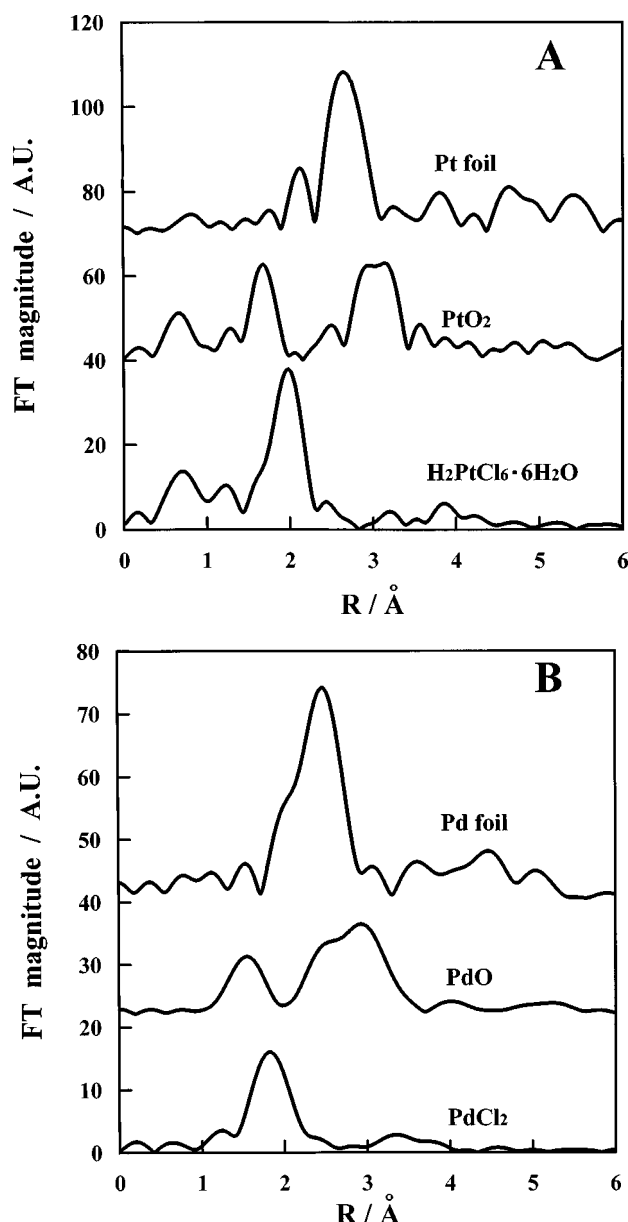 A
120
100
80
60
40
20
0
FT magnitude / A.U.
Pt foil
PtO₂
H₂PtCl₆·6H₂O
0 1 2 3 4 5 6
R / Å
B
80
70
60
50
40
30
20
10
0
FT magnitude / A.U.
Pd foil
PdO
PdCl₂
0 1 2 3 4 5 6
R / Å